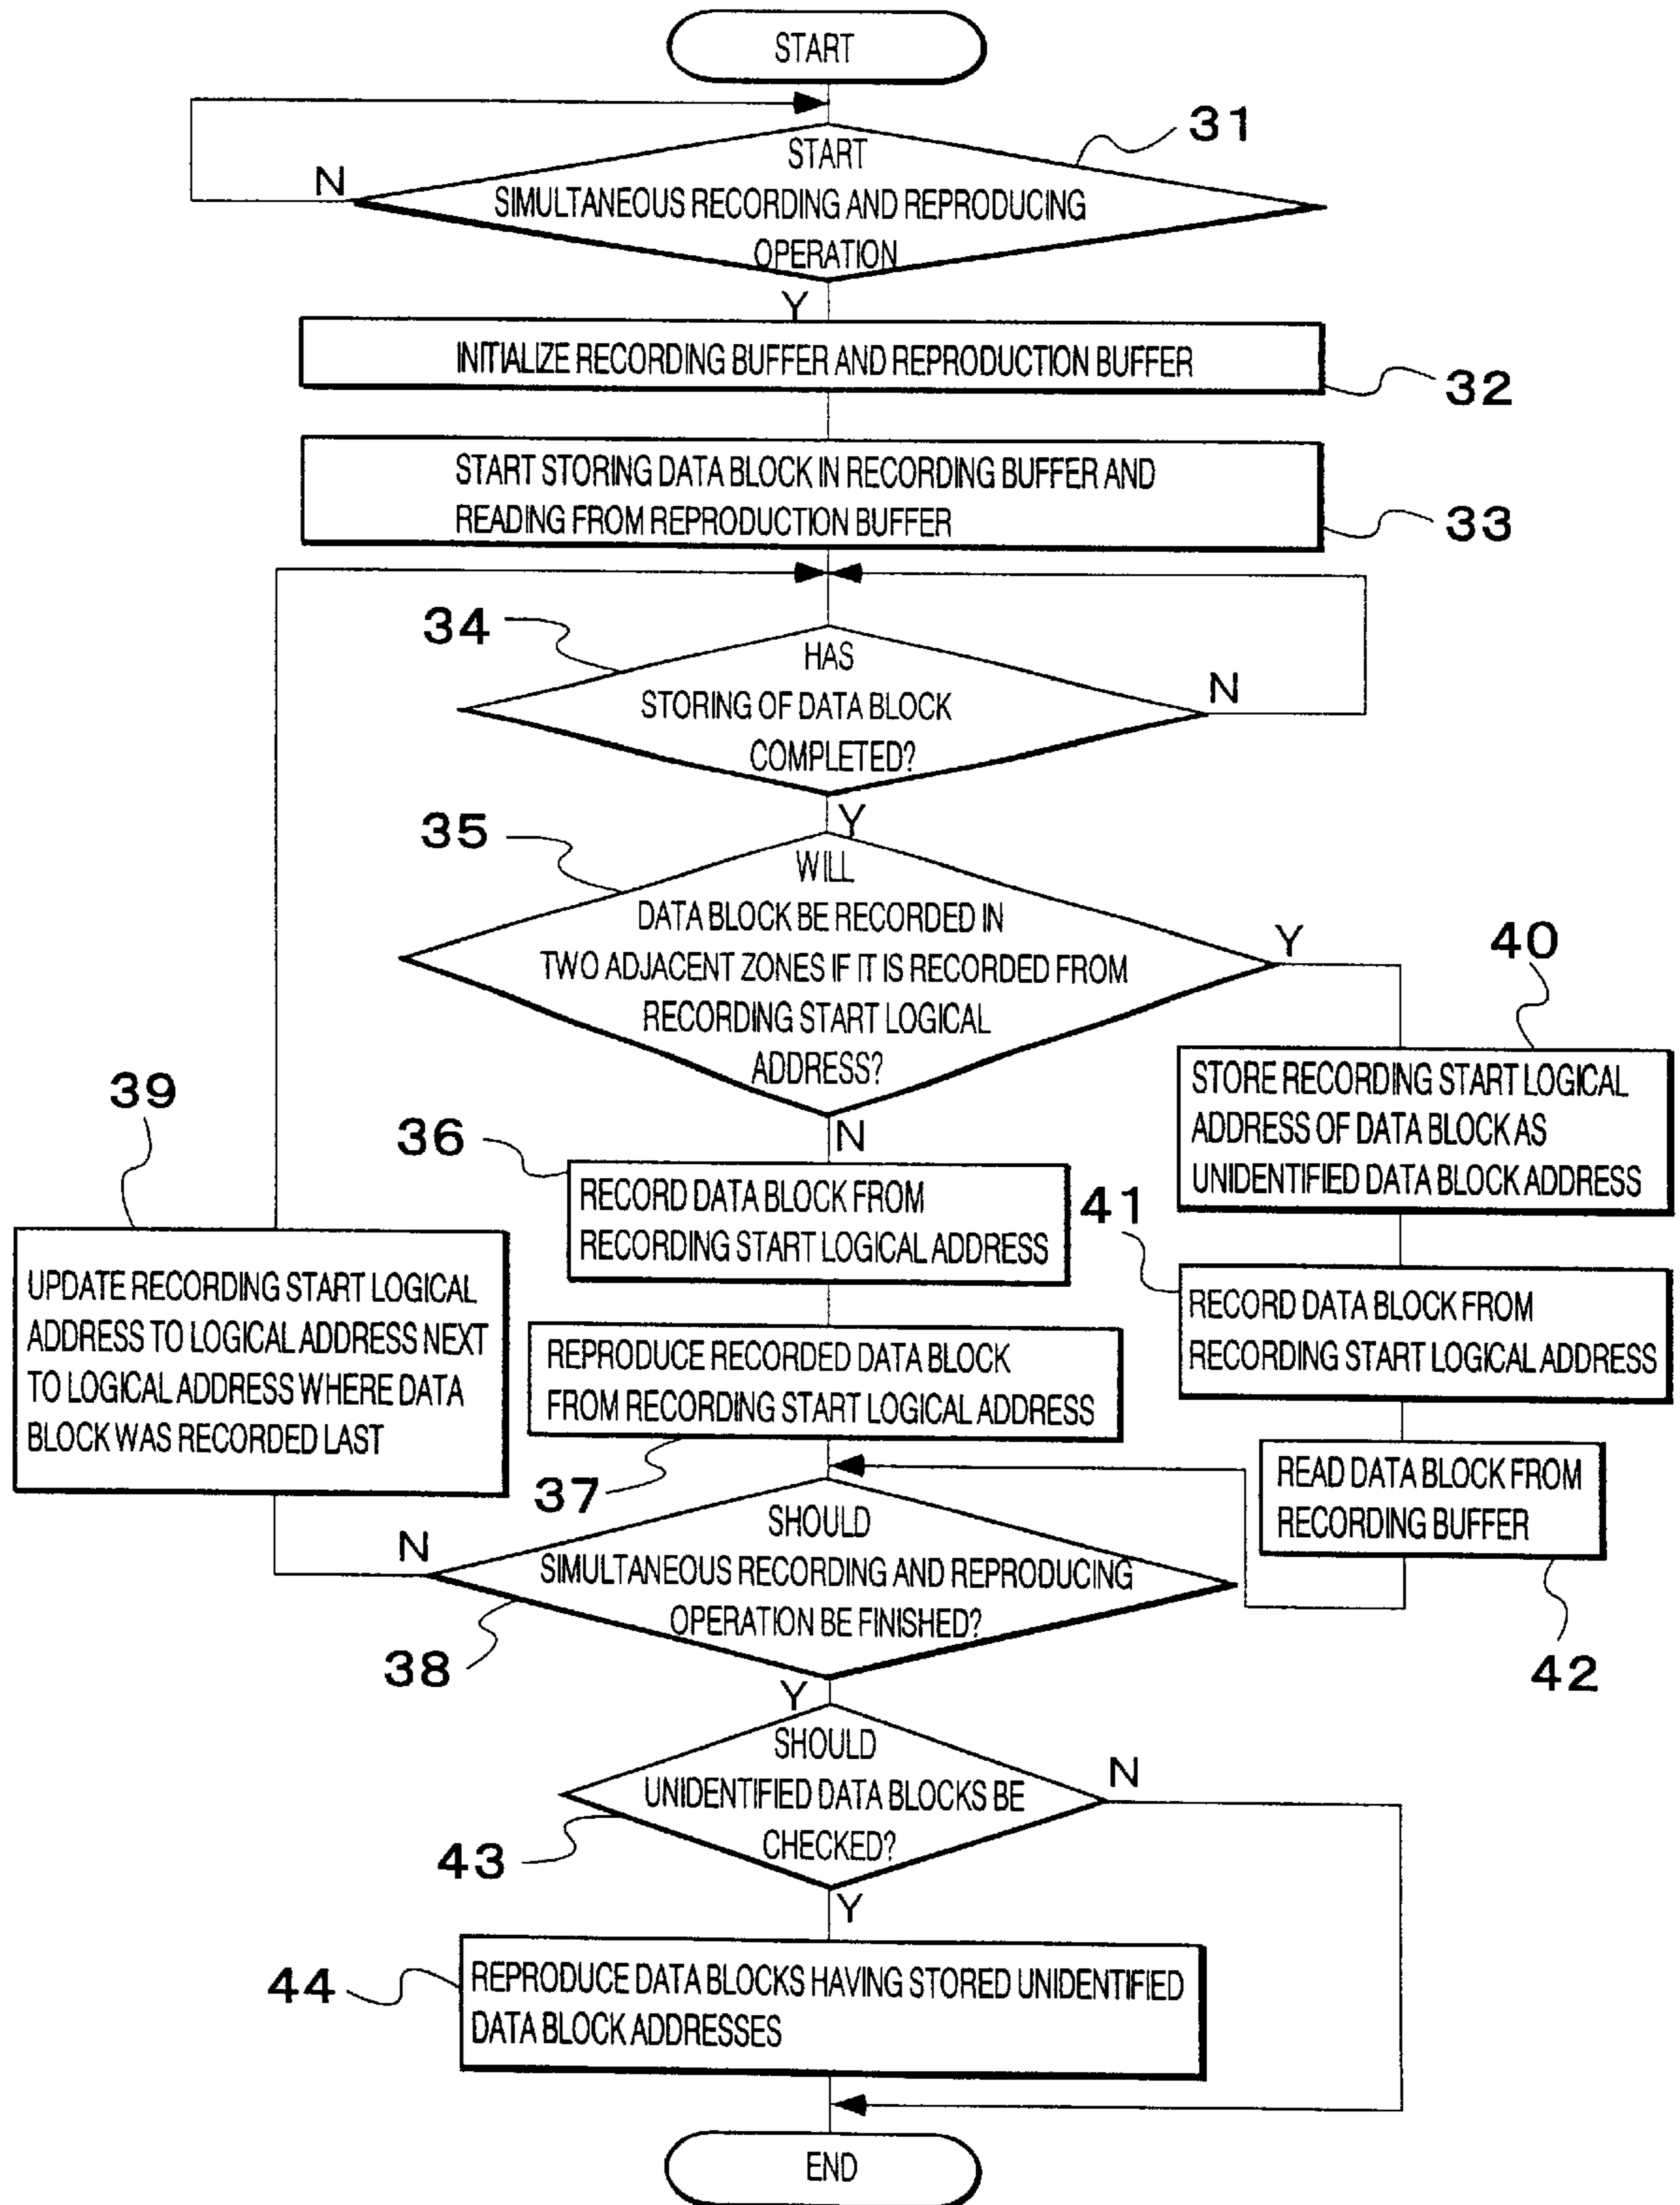 START
31
START
SIMULTANEOUS RECORDING AND REPRODUCING
OPERATION
N
Y
INITIALIZE RECORDING BUFFER AND REPRODUCTION BUFFER
32
START STORING DATA BLOCK IN RECORDING BUFFER AND
READING FROM REPRODUCTION BUFFER
33
34
HAS
STORING OF DATA BLOCK
COMPLETED?
N
Y
35
WILL
DATA BLOCK BE RECORDED IN
TWO ADJACENT ZONES IF IT IS RECORDED FROM
RECORDING START LOGICAL
ADDRESS?
Y
N
40
STORE RECORDING START LOGICAL
ADDRESS OF DATA BLOCK AS
UNIDENTIFIED DATA BLOCK ADDRESS
36
RECORD DATA BLOCK FROM
RECORDING START LOGICAL ADDRESS
41
RECORD DATA BLOCK FROM
RECORDING START LOGICAL ADDRESS
39
UPDATE RECORDING START LOGICAL
ADDRESS TO LOGICAL ADDRESS NEXT
TO LOGICAL ADDRESS WHERE DATA
BLOCK WAS RECORDED LAST
REPRODUCE RECORDED DATA BLOCK
FROM RECORDING START LOGICAL ADDRESS
37
READ DATA BLOCK FROM
RECORDING BUFFER
42
SHOULD
SIMULTANEOUS RECORDING AND REPRODUCING
OPERATION BE FINISHED?
N
38
Y
SHOULD
UNIDENTIFIED DATA BLOCKS BE
CHECKED?
N
43
Y
44
REPRODUCE DATA BLOCKS HAVING STORED UNIDENTIFIED
DATA BLOCK ADDRESSES
END